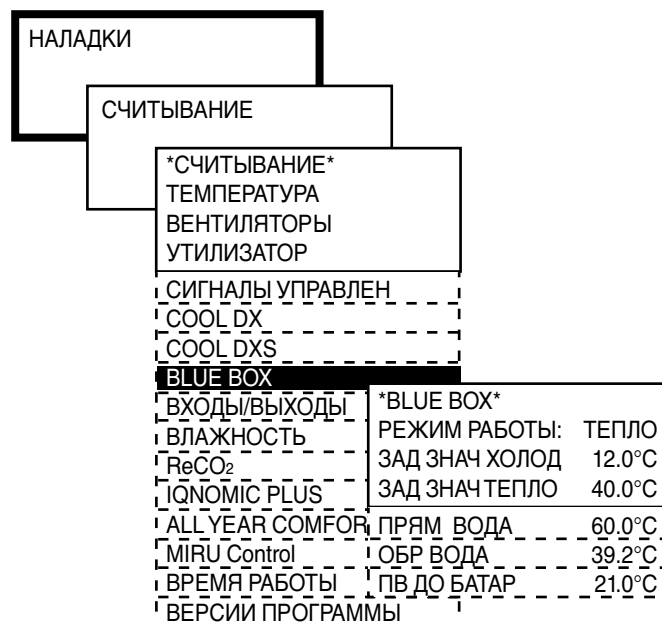 НАЛАДКИ
СЧИТЫВАНИЕ
*СЧИТЫВАНИЕ*
ТЕМПЕРАТУРА
ВЕНТИЛЯТОРЫ
УТИЛИЗАТОР
СИГНАЛЫ УПРАВЛЕН
COOL DX
COOL DXS
BLUE BOX
ВХОДЫ/ВЫХОДЫ
ВЛАЖНОСТЬ
ReCO2
IQNOMIC PLUS
ALL YEAR COMFOR
MIRU Control
ВРЕМЯ РАБОТЫ
ВЕРСИИ ПРОГРАММЫ
*BLUE BOX*
РЕЖИМ РАБОТЫ: ТЕПЛО
ЗАД ЗНАЧ ХОЛОД 12.0°C
ЗАД ЗНАЧ ТЕПЛО 40.0°C
ПРЯМ ВОДА 60.0°C
ОБР ВОДА 39.2°C
ПВ ДО БАТАР 21.0°C